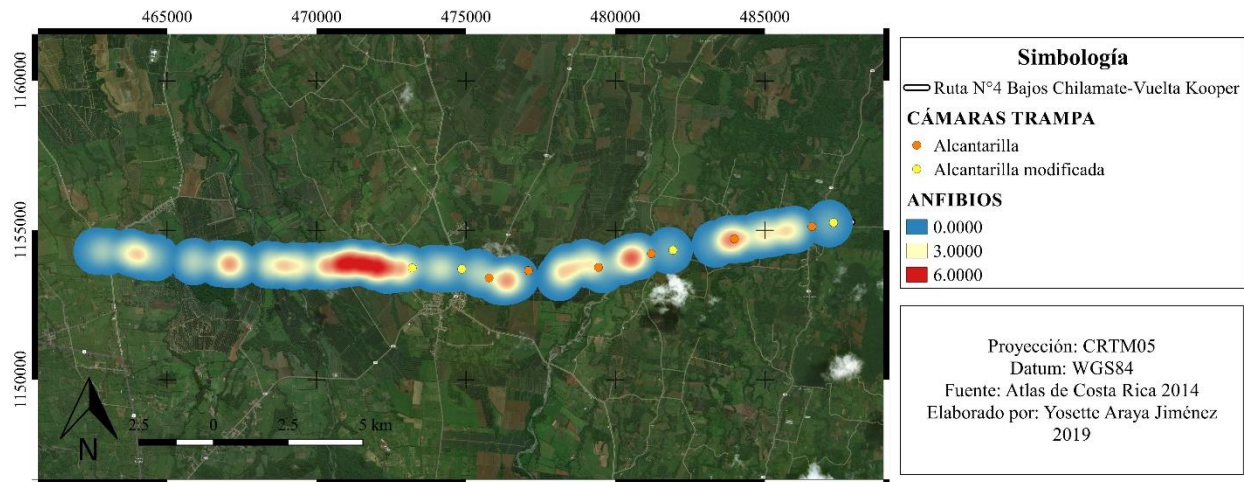 465000 470000 475000 480000 485000
1160000
1155000
1150000
N
2.5 0 2.5 5 km
Simbología
Ruta N°4 Bajos Chilamate-Vuelta Kooper
CÁMARAS TRAMPA
Alcantarilla
Alcantarilla modificada
ANFIBIOS
0.0000
3.0000
6.0000
Proyección: CRTM05
Datum: WGS84
Fuente: Atlas de Costa Rica 2014
Elaborado por: Yosette Araya Jiménez
2019